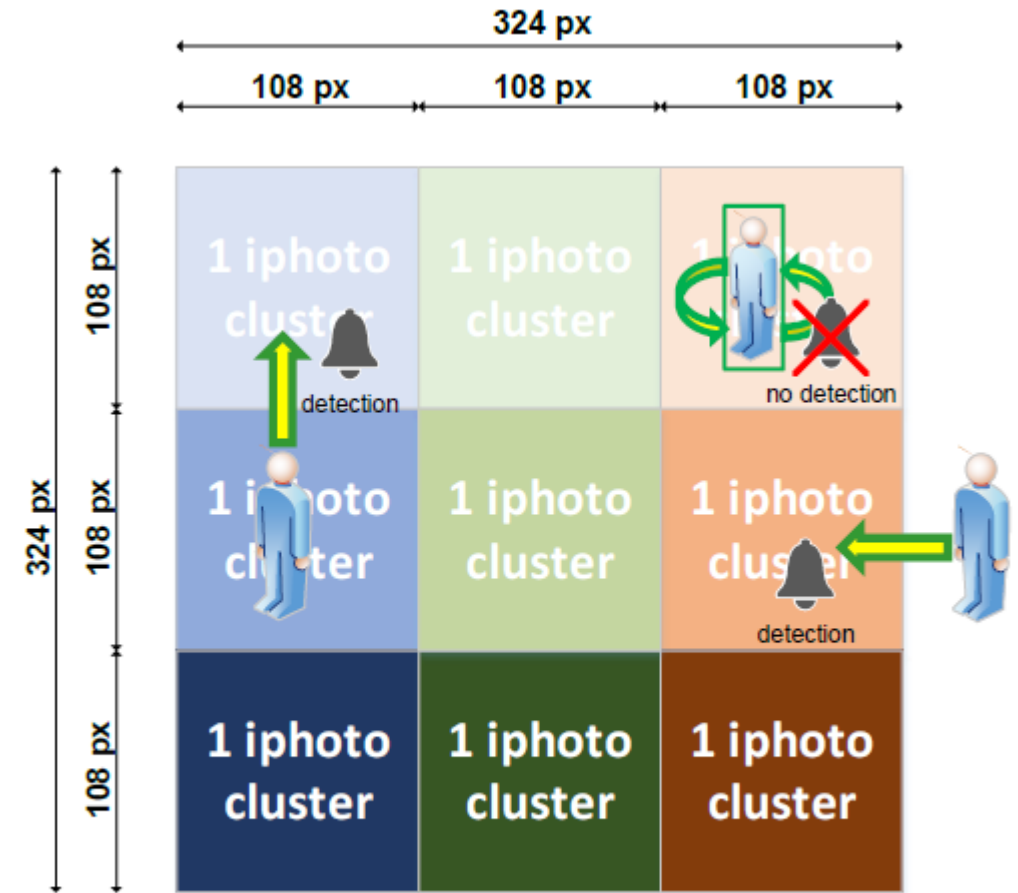 324 px
108 px 108 px 108 px
324 px
108 px
1 iphoto
cluster
detection
1 iphoto
cluster
1 iphoto
cluster
no detection
108 px
1 iphoto
cluster
1 iphoto
cluster
1 iphoto
cluster
detection
108 px
1 iphoto
cluster
1 iphoto
cluster
1 iphoto
cluster